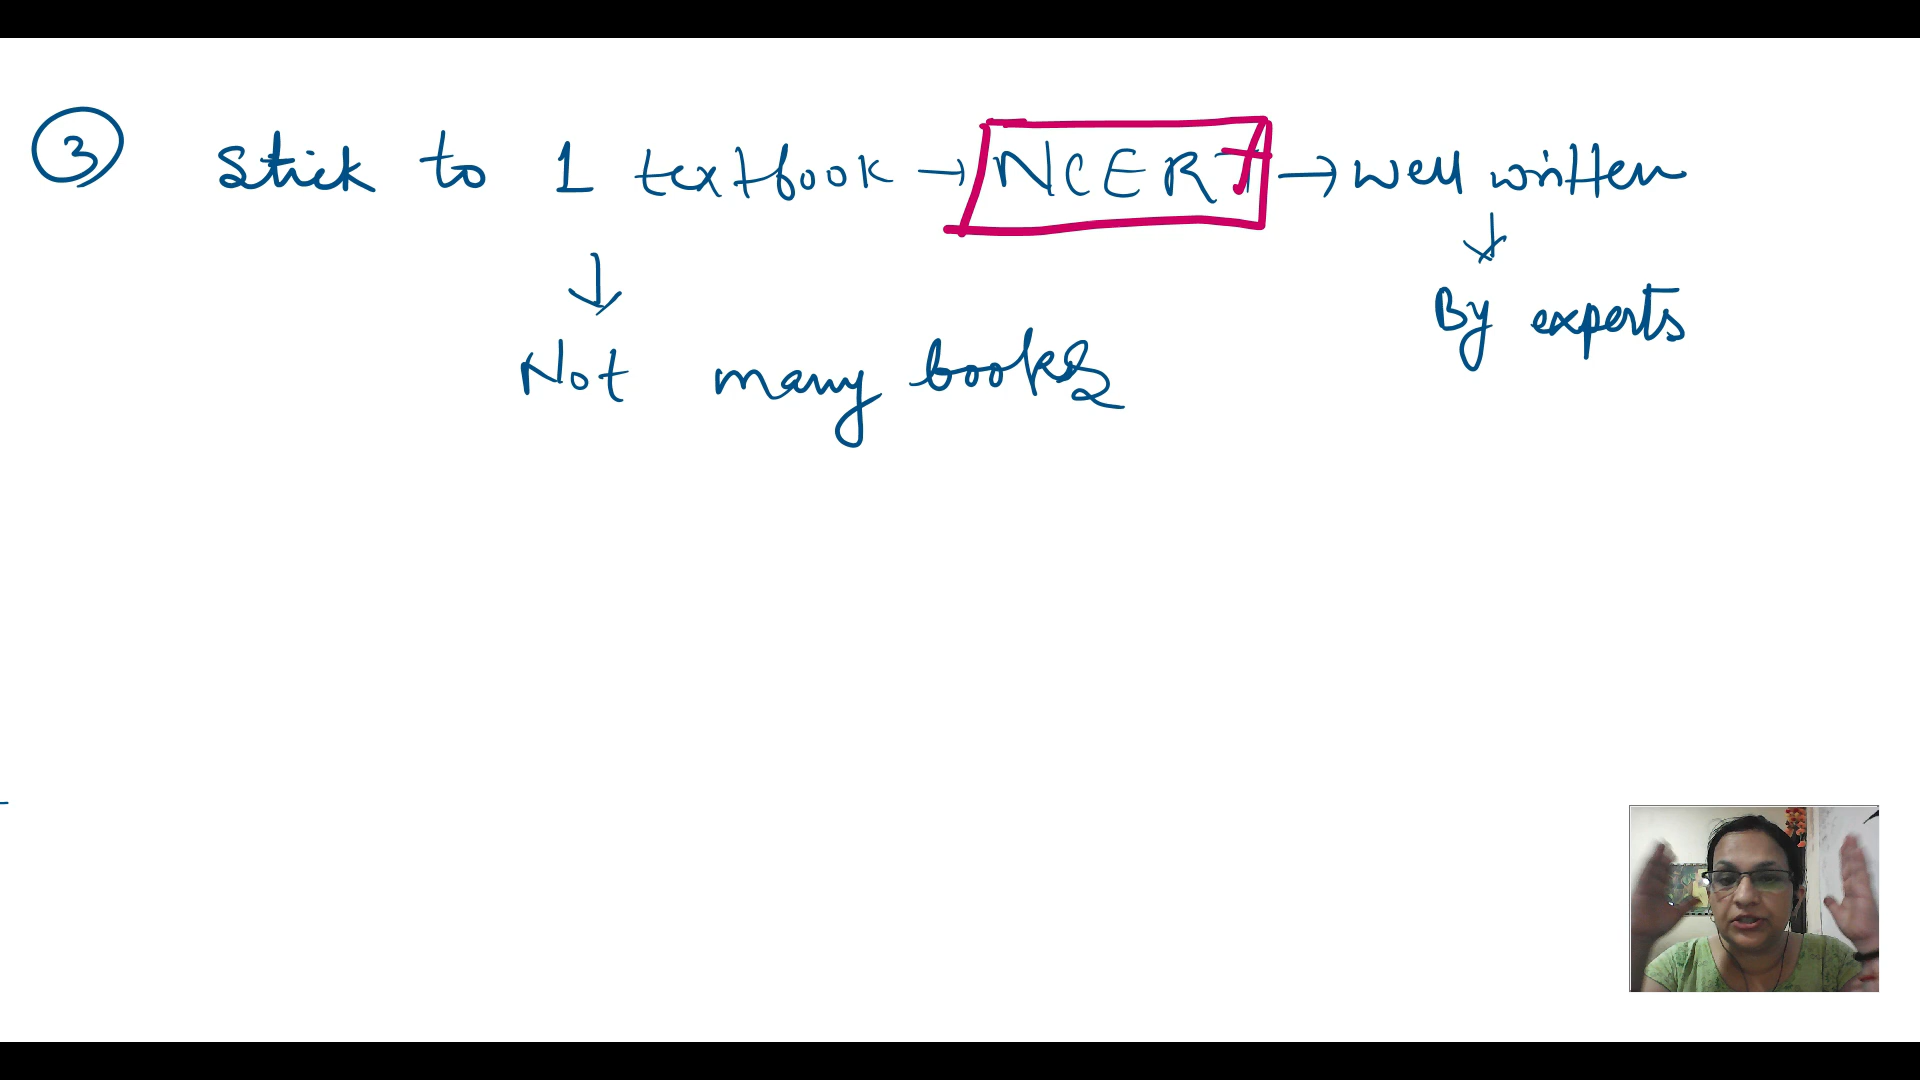 3 Stick to 1 textbook → NCERT → well written
↓ ↓
By experts
Not many books